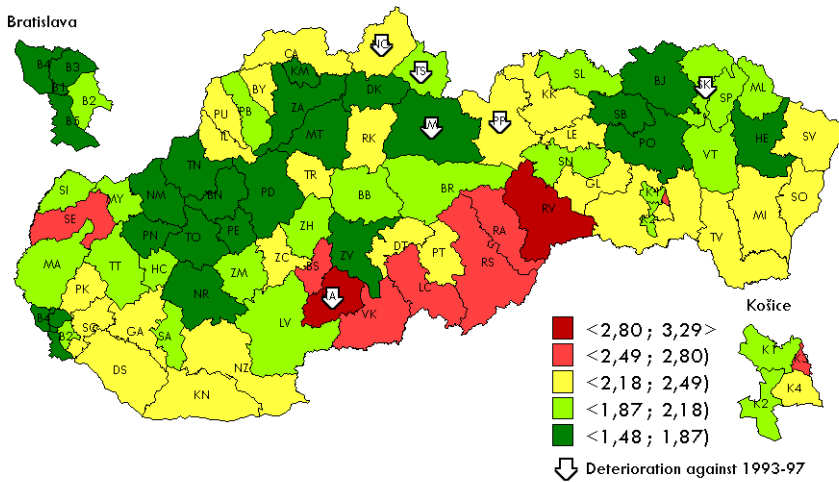 Bratislava
B4
B3
B1
B2
B5
CA
NO
TS
KM
BY
PU
PB
IL
ZA
DK
MT
RK
LM
PP
KK
LE
SL
SB
BJ
PO
SK
SP
ML
VT
HE
SV
SO
MI
TV
SN
GL
K1
K2
SI
MY
SE
TN
NM
BN
PD
TR
BB
BR
RV
PN
TO
PE
ZH
ZV
RA
RS
MA
TT
HC
ZM
ZC
BS
DT
PT
NR
PK
SC
GA
SA
LV
VK
LC
B4
B2
DS
KN
NZ
Košice
K1
K3
K4
K2
<2,80 ; 3,29>
<2,49 ; 2,80)
<2,18 ; 2,49)
<1,87 ; 2,18)
<1,48 ; 1,87)
Deterioration against 1993-97